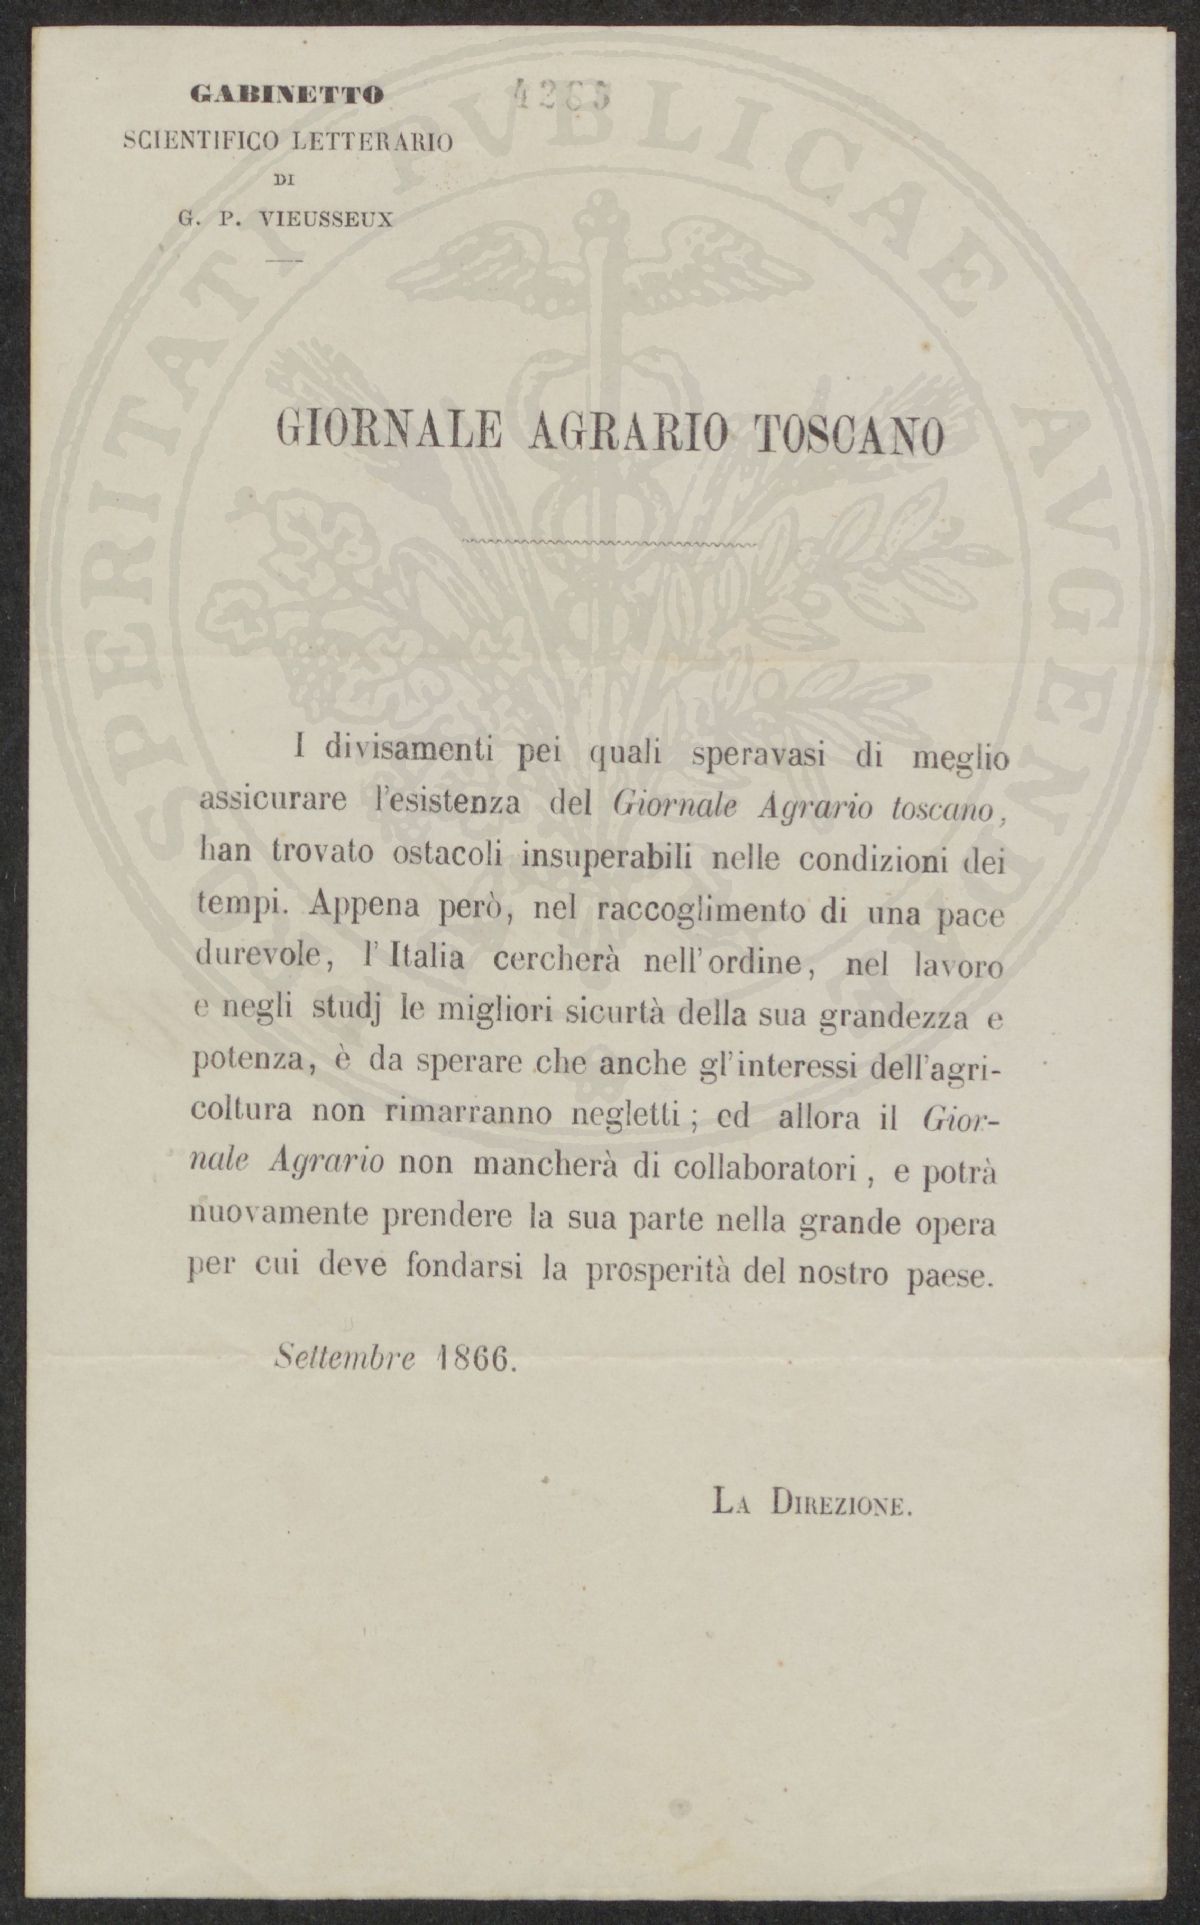 GABINETTO
SCIENTIFICO LETTERARIO
DI
G. P. VIEUSSEUX
GIORNALE AGRARIO TOSCANO
I divisamenti pei quali speravasi di meglio
assicurare l'esistenza del Giornale Agrario toscano,
han trovato ostacoli insuperabili nelle condizioni dei
tempi. Appena però, nel raccoglimento di una pace
durevole, l'Italia cercherà nell'ordine, nel lavoro
e negli studj le migliori sicurtà della sua grandezza e
potenza, è da sperare che anche gl'interessi dell'agri-
coltura non rimarranno negletti; ed allora il Gior-
nale Agrario non mancherà di collaboratori, e potrà
nuovamente prendere la sua parte nella grande opera
per cui deve fondarsi la prosperità del nostro paese.
Settembre 1866.
LA DIREZIONE.
PROSPERITATI PVBLICAE AVGENDAE